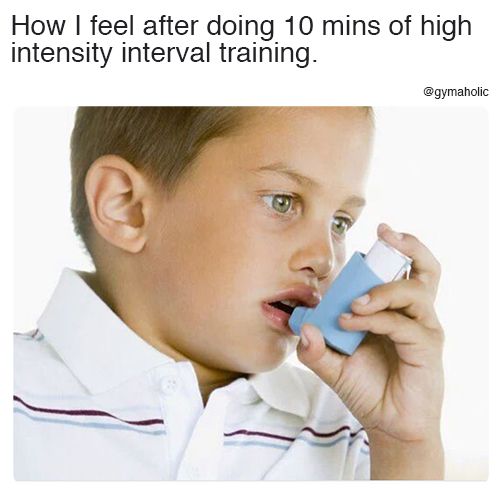 How I feel after doing 10 mins of high
intensity interval training.
@gymaholic